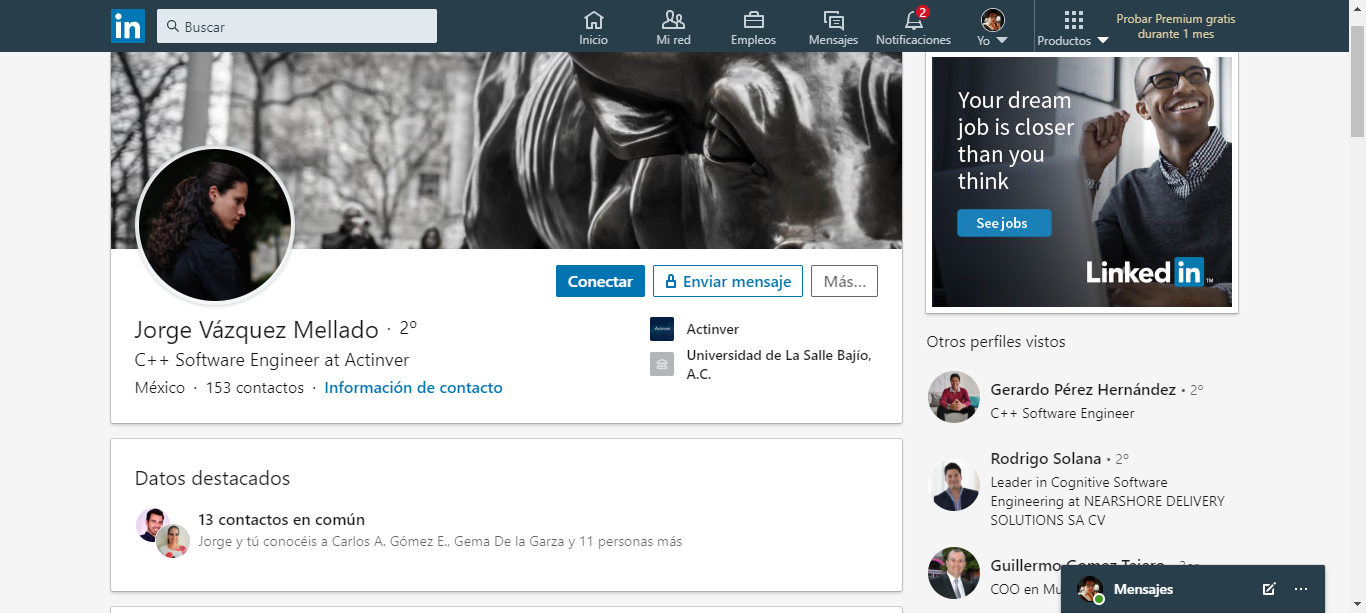 in
Buscar
Inicio
Mi red
Empleos
Mensajes
2
Notificaciones
Yo
Productos
Probar Premium gratis
durante 1 mes
Conectar
Enviar mensaje
Más...
Jorge Vázquez Mellado · 2º
C++ Software Engineer at Actinver
México · 153 contactos · Información de contacto
Actinver
Actinver
Universidad de La Salle Bajío,
A.C.
Datos destacados
13 contactos en común
Jorge y tú conocéis a Carlos A. Gómez E., Gema De la Garza y 11 personas más
Your dream
job is closer
than you
think
See jobs
Linked in ™
Otros perfiles vistos
Gerardo Pérez Hernández • 2º
C++ Software Engineer
Rodrigo Solana • 2º
Leader in Cognitive Software
Engineering at NEARSHORE DELIVERY
SOLUTIONS SA CV
Guillermo Gomez
COO en Mu
Mensajes